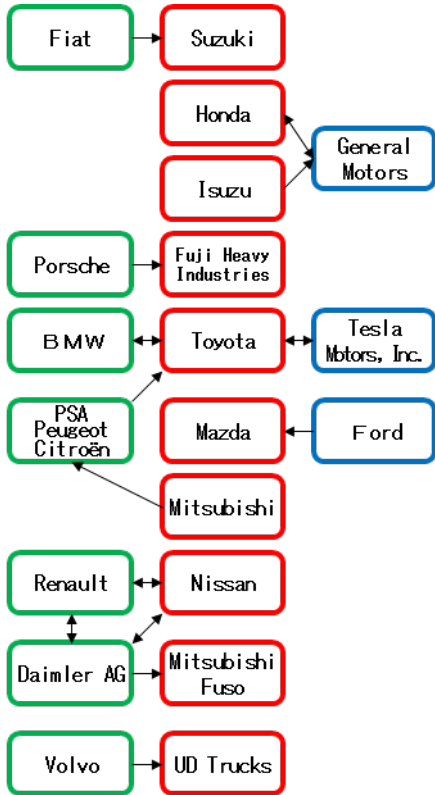 Fiat
Suzuki
Honda
General
Motors
Isuzu
Porsche
Fuji Heavy
Industries
BMW
Toyota
Tesla
Motors, Inc.
PSA
Peugeot
Citroën
Mazda
Ford
Mitsubishi
Renault
Nissan
Daimler AG
Mitsubishi
Fuso
Volvo
UD Trucks